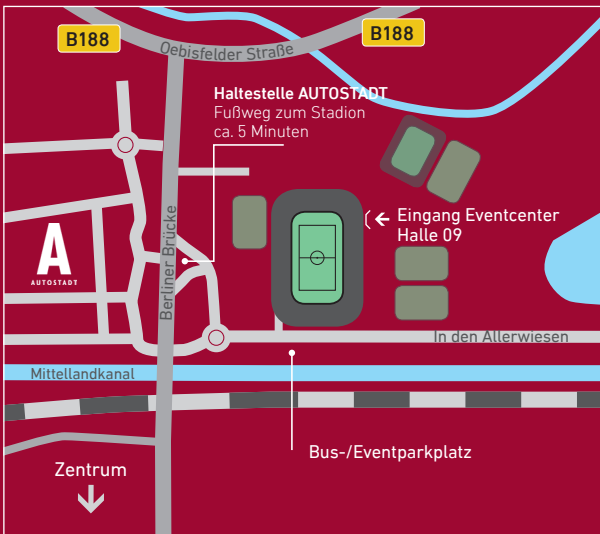 B188
B188
Oebisfelder Straße
Haltestelle AUTOSTADT
Fußweg zum Stadion
ca. 5 Minuten
Eingang Eventcenter
Halle 09
Berliner Brücke
A
AUTOSTADT
In den Allerwiesen
Mittellandkanal
Bus-/Eventparkplatz
Zentrum